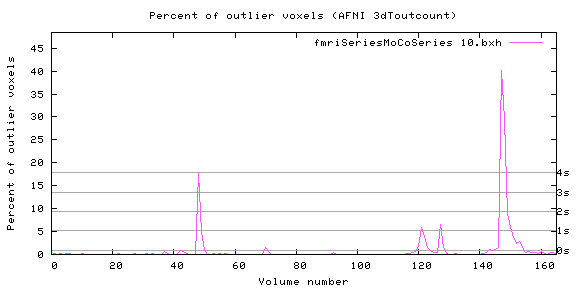 Percent of outlier voxels (AFNI 3dToutcount)
fmriSeriesMoCoSeries 10.bxh
Percent of outlier voxels
45
40
35
30
25
20
15
10
5
0
4s
3s
2s
1s
0s
0 20 40 60 80 100 120 140 160
Volume number